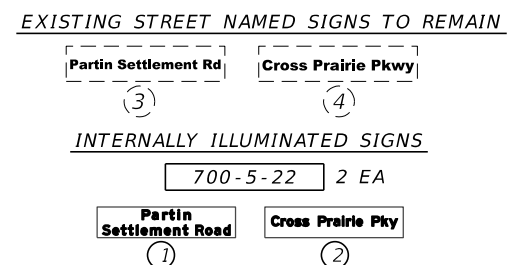 EXISTING STREET NAMED SIGNS TO REMAIN
Partin Settlement Rd Cross Prairie Pkwy
3 4
INTERNALLY ILLUMINATED SIGNS
700-5-22 2 EA
Partin
Settlement Road Cross Prairie Pky
1 2